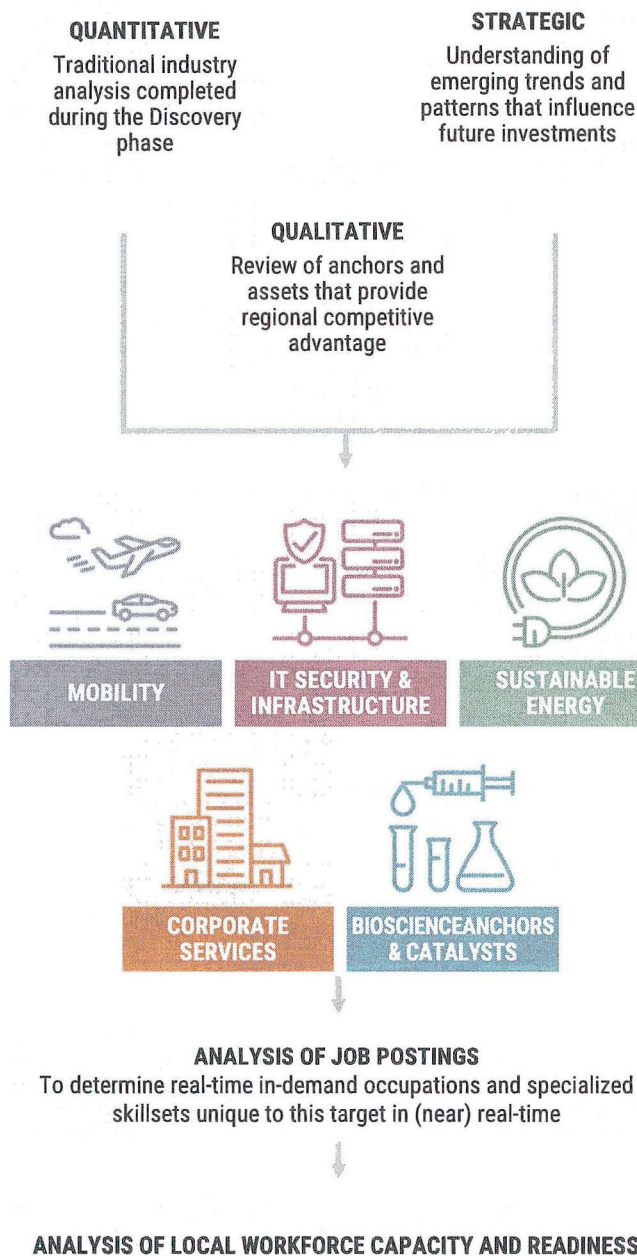 QUANTITATIVE
Traditional industry
analysis completed
during the Discovery
phase
STRATEGIC
Understanding of
emerging trends and
patterns that influence
future investments
QUALITATIVE
Review of anchors and
assets that provide
regional competitive
advantage
MOBILITY
IT SECURITY &
INFRASTRUCTURE
SUSTAINABLE
ENERGY
CORPORATE
SERVICES
BIOSCIENCEANCHORS
& CATALYSTS
ANALYSIS OF JOB POSTINGS
To determine real-time in-demand occupations and specialized
skillsets unique to this target in (near) real-time
ANALYSIS OF LOCAL WORKFORCE CAPACITY AND READINESS